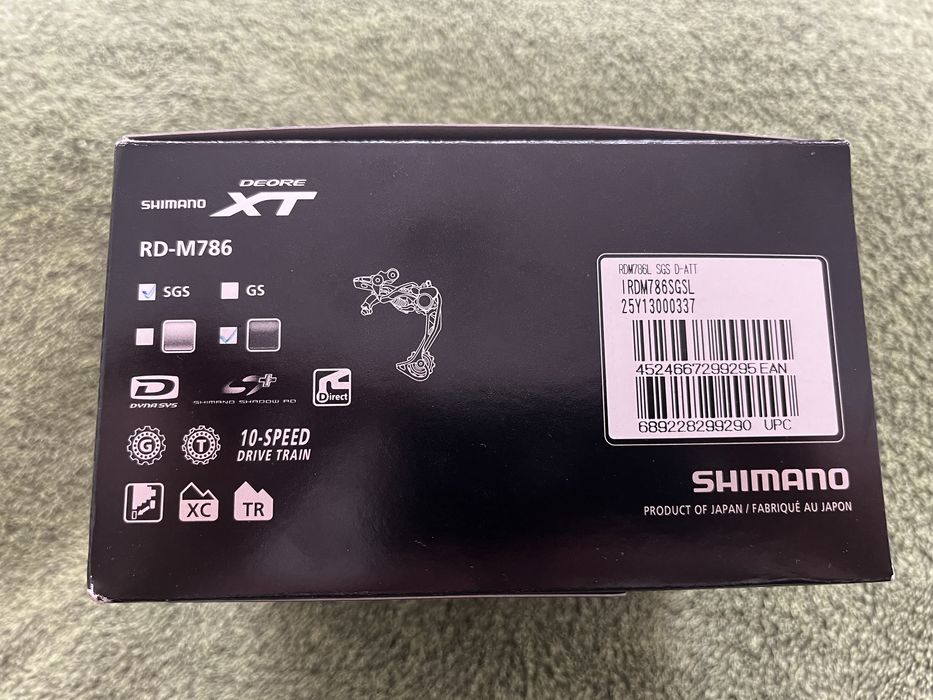 DEORE
SHIMANO XT
RD-M786
SGS GS
DYNA SYS
SHIMANO SHADOW RD
Direct
G T 10-SPEED
DRIVE TRAIN
XC TR
RDM786L SGS D-ATT
IRDM786SGSL
25Y13000337
4524667299295 EAN
689228299290 UPC
SHIMANO
PRODUCT OF JAPAN / FABRIQUÉ AU JAPON